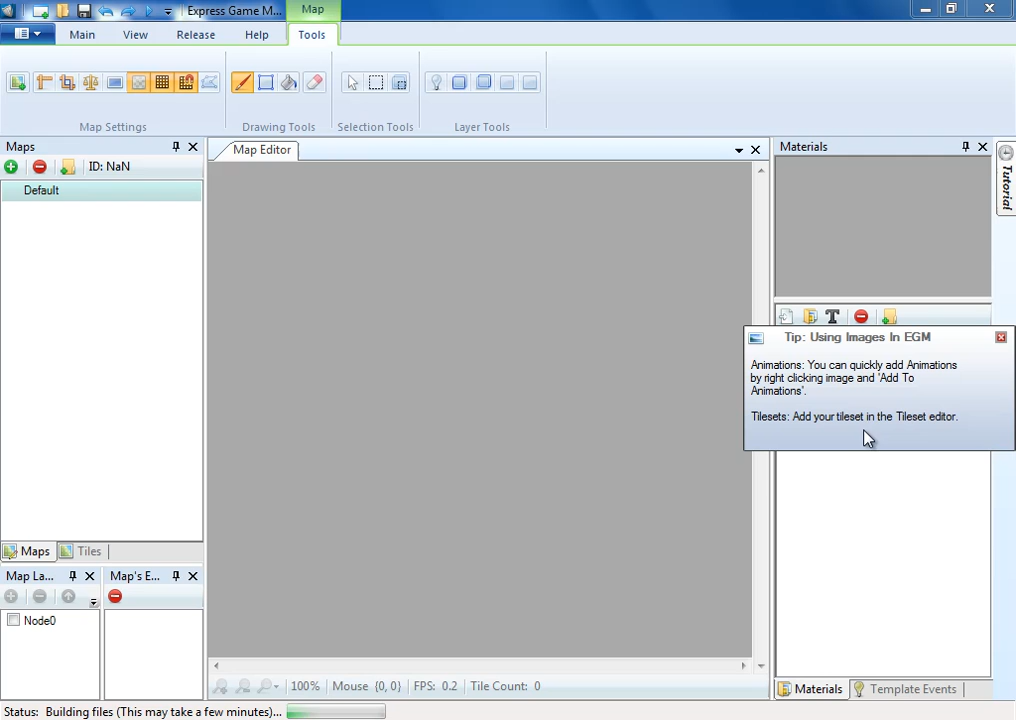 Express Game M...
Map
Main
View
Release
Help
Tools
Map Settings
Drawing Tools
Selection Tools
Layer Tools
Maps
ID: NaN
Default
Map Editor
Materials
Tutorial
T
Tip: Using Images In EGM
Animations: You can quickly add Animations
by right clicking image and 'Add To
Animations'.
Tilesets: Add your tileset in the Tileset editor.
Maps
Tiles
Map La...
Map's E...
Node0
100%
Mouse {0, 0}
FPS: 0.2
Tile Count: 0
Materials
Template Events
Status: Building files (This may take a few minutes)...